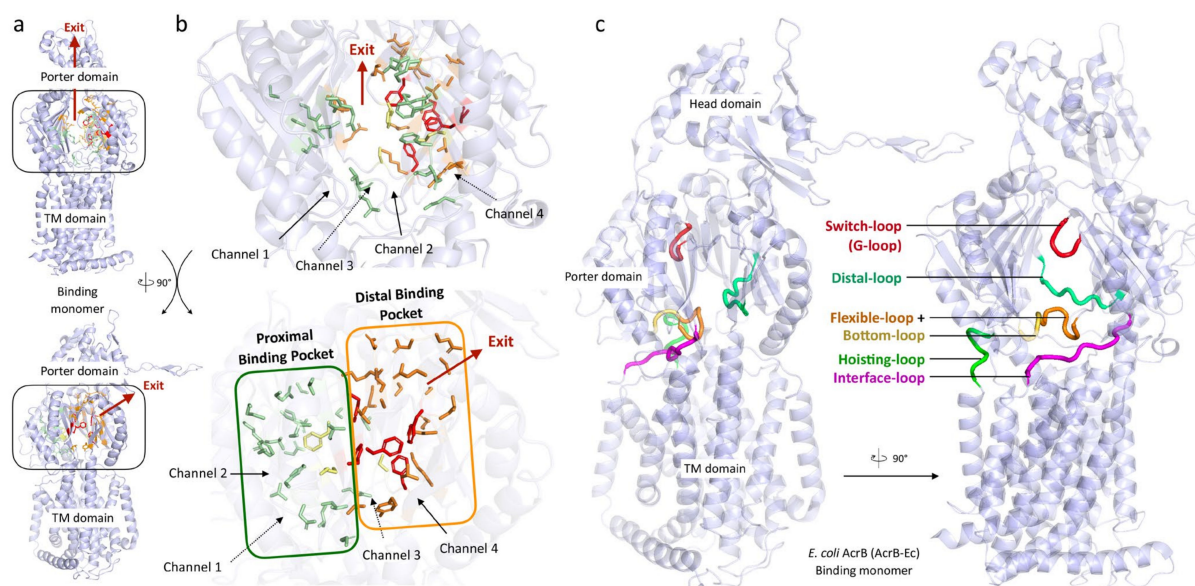 a
Exit
Porter domain
TM domain
Binding
monomer
90°
Porter domain
Exit
TM domain
b
Exit
Channel 1
Channel 3
Channel 2
Channel 4
Distal Binding
Pocket
Proximal
Binding Pocket
Exit
Channel 2
Channel 1
Channel 3
Channel 4
c
Head domain
Porter domain
TM domain
Switch-loop
(G-loop)
Distal-loop
Flexible-loop +
Bottom-loop
Hoisting-loop
Interface-loop
90°
E. coli AcrB (AcrB-Ec)
Binding monomer